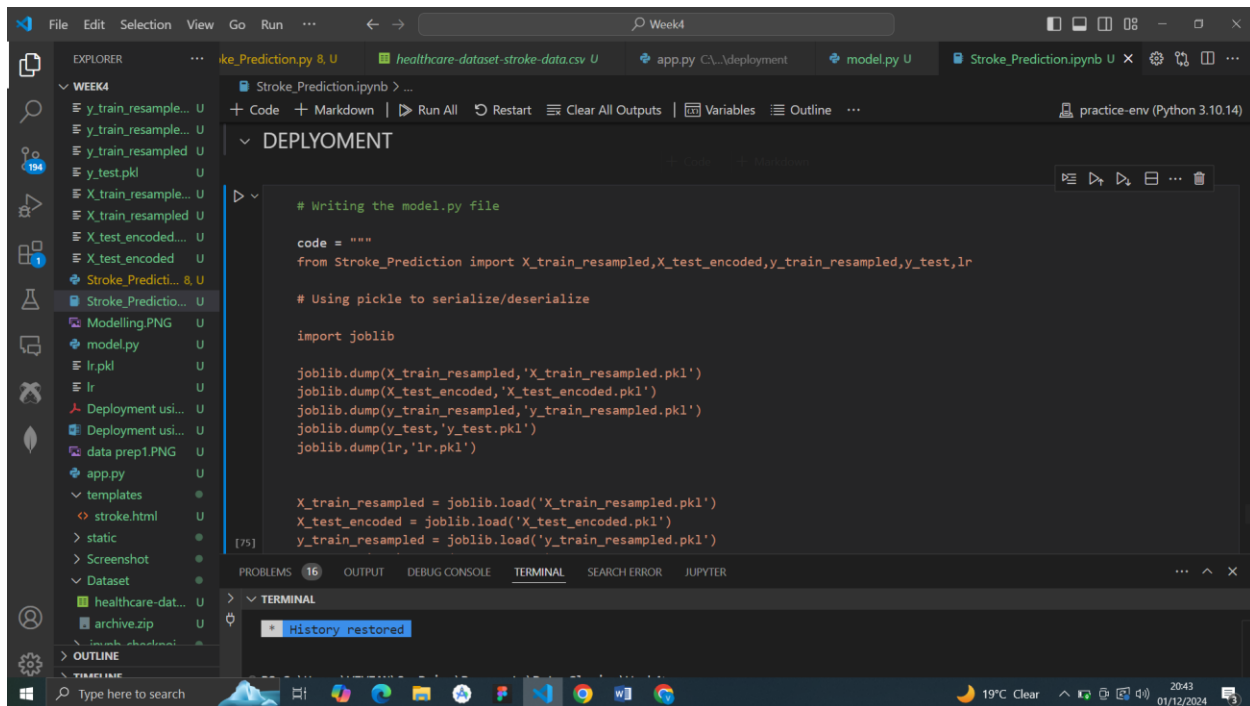 File Edit Selection View Go Run ··· Week4
EXPLORER ···
WEEK4
y_train_resample... U
y_train_resample... U
y_train_resampled U
y_test.pkl U
X_train_resample... U
X_train_resampled U
X_test_encoded.... U
X_test_encoded U
Stroke_Predicti... 8, U
Stroke_Predictio... U
Modelling.PNG U
model.py U
lr.pkl U
lr U
Deployment usi... U
Deployment usi... U
data prep1.PNG U
app.py U
templates
stroke.html U
static
Screenshot
Dataset
healthcare-dat... U
archive.zip U
OUTLINE
TIMELINE
194
1
ke_Prediction.py 8, U healthcare-dataset-stroke-data.csv U app.py C:\...\deployment model.py U Stroke_Prediction.ipynb U
Stroke_Prediction.ipynb > ...
+ Code + Markdown | Run All Restart Clear All Outputs | Variables Outline ··· practice-env (Python 3.10.14)
DEPLYOMENT
+ Code + Markdown
# Writing the model.py file
code = """
from Stroke_Prediction import X_train_resampled,X_test_encoded,y_train_resampled,y_test,lr
# Using pickle to serialize/deserialize
import joblib
joblib.dump(X_train_resampled,'X_train_resampled.pkl')
joblib.dump(X_test_encoded,'X_test_encoded.pkl')
joblib.dump(y_train_resampled,'y_train_resampled.pkl')
joblib.dump(y_test,'y_test.pkl')
joblib.dump(lr,'lr.pkl')
X_train_resampled = joblib.load('X_train_resampled.pkl')
X_test_encoded = joblib.load('X_test_encoded.pkl')
y_train_resampled = joblib.load('y_train_resampled.pkl')
[75]
PROBLEMS 16 OUTPUT DEBUG CONSOLE TERMINAL SEARCH ERROR JUPYTER
TERMINAL
* History restored
Type here to search
19°C Clear
20:43
01/12/2024
3